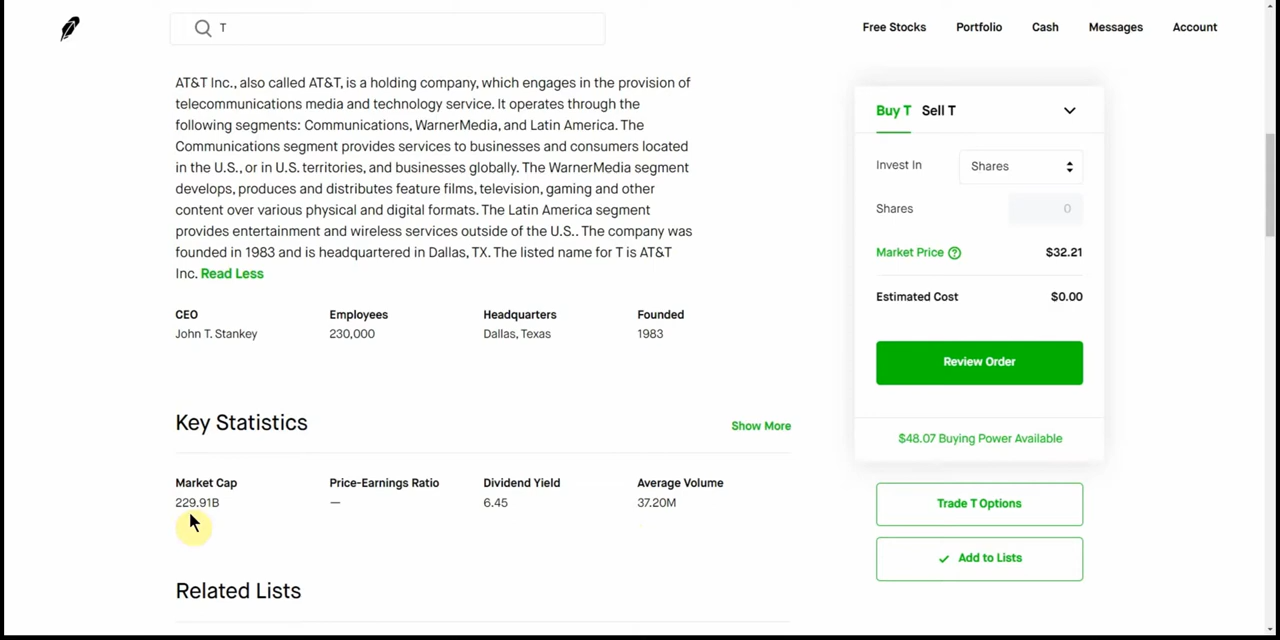 T
Free Stocks
Portfolio
Cash
Messages
Account
AT&T Inc., also called AT&T, is a holding company, which engages in the provision of
telecommunications media and technology service. It operates through the
following segments: Communications, WarnerMedia, and Latin America. The
Communications segment provides services to businesses and consumers located
in the U.S., or in U.S. territories, and businesses globally. The WarnerMedia segment
develops, produces and distributes feature films, television, gaming and other
content over various physical and digital formats. The Latin America segment
provides entertainment and wireless services outside of the U.S.. The company was
founded in 1983 and is headquartered in Dallas, TX. The listed name for T is AT&T
Inc. Read Less
CEO
John T. Stankey
Employees
230,000
Headquarters
Dallas, Texas
Founded
1983
Key Statistics
Show More
Market Cap
229.91B
Price-Earnings Ratio
—
Dividend Yield
6.45
Average Volume
37.20M
Related Lists
Buy T
Sell T
Invest In
Shares
Shares
0
Market Price
$32.21
Estimated Cost
$0.00
Review Order
$48.07 Buying Power Available
Trade T Options
Add to Lists